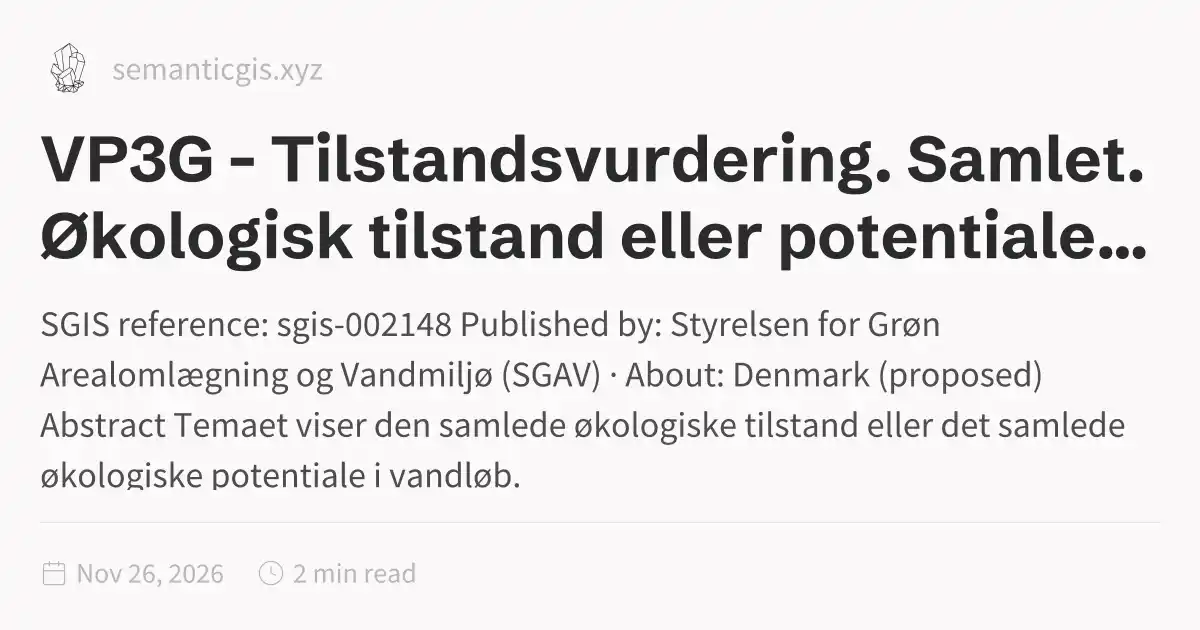 semanticgis.xyz
VP3G - Tilstandsvurdering. Samlet.
Økologisk tilstand eller potentiale...
SGIS reference: sgis-002148 Published by: Styrelsen for Grøn
Arealomlægning og Vandmiljø (SGAV) · About: Denmark (proposed)
Abstract Temaet viser den samlede økologiske tilstand eller det samlede
økologiske potentiale i vandløb.
Nov 26, 2026 2 min read